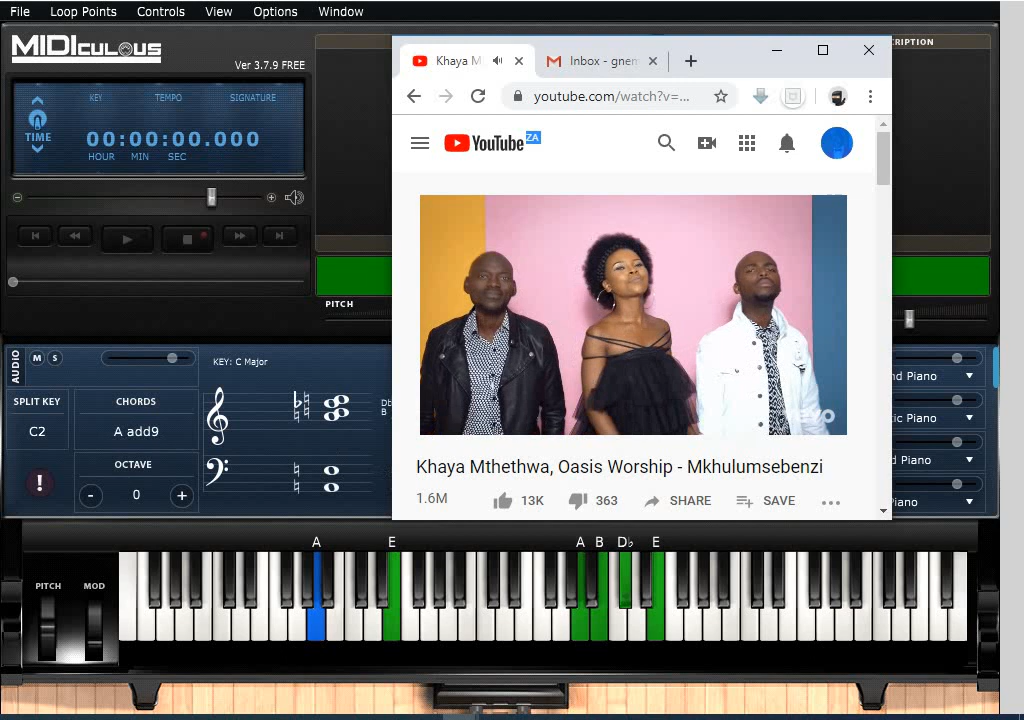 File Loop Points Controls View Options Window
MIDIculous
Ver 3.7.9 FREE
KEY TEMPO SIGNATURE
TIME
00:00:00.000
HOUR MIN SEC
PITCH
RIPTION
Khaya M
Inbox - gnem
youtube.com/watch?v=...
YouTube ZA
vevo
Khaya Mthethwa, Oasis Worship - Mkhulumsebenzi
1.6M 13K 363 SHARE SAVE
AUDIO M S
KEY: C Major
SPLIT KEY CHORDS
C2 A add9
OCTAVE
! - 0 +
Db
B
nd Piano
ic Piano
d Piano
Piano
A E A B D♭ E
PITCH MOD